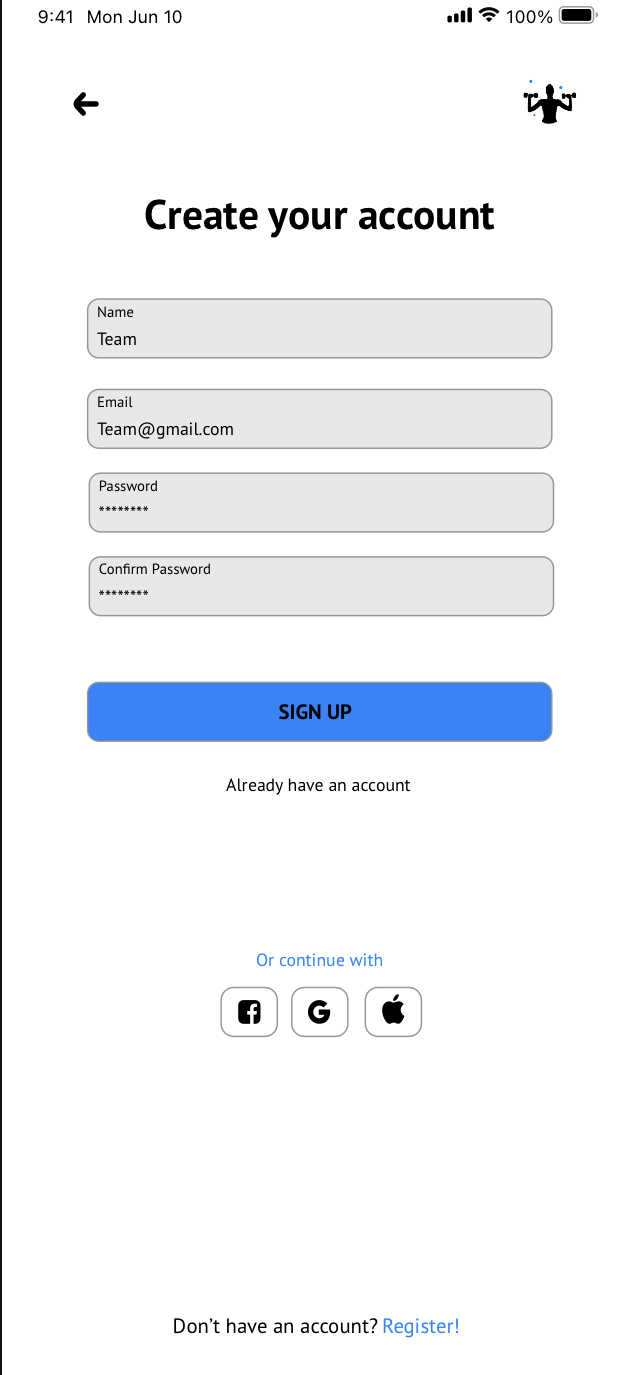 9:41 Mon Jun 10 100%
Create your account
Name
Team
Email
Team@gmail.com
Password
********
Confirm Password
********
SIGN UP
Already have an account
Or continue with
Don’t have an account? Register!